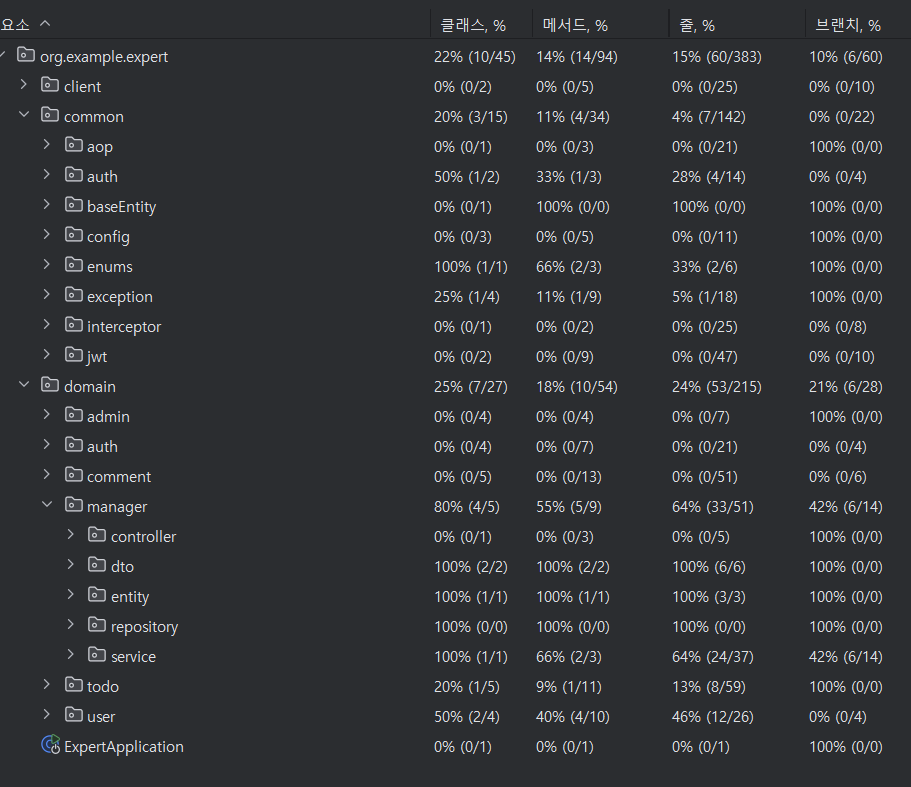 요소 클래스, % 메서드, % 줄, % 브랜치, %
org.example.expert 22% (10/45) 14% (14/94) 15% (60/383) 10% (6/60)
client 0% (0/2) 0% (0/5) 0% (0/25) 0% (0/10)
common 20% (3/15) 11% (4/34) 4% (7/142) 0% (0/22)
aop 0% (0/1) 0% (0/3) 0% (0/21) 100% (0/0)
auth 50% (1/2) 33% (1/3) 28% (4/14) 0% (0/4)
baseEntity 0% (0/1) 100% (0/0) 100% (0/0) 100% (0/0)
config 0% (0/3) 0% (0/5) 0% (0/11) 100% (0/0)
enums 100% (1/1) 66% (2/3) 33% (2/6) 100% (0/0)
exception 25% (1/4) 11% (1/9) 5% (1/18) 100% (0/0)
interceptor 0% (0/1) 0% (0/2) 0% (0/25) 0% (0/8)
jwt 0% (0/2) 0% (0/9) 0% (0/47) 0% (0/10)
domain 25% (7/27) 18% (10/54) 24% (53/215) 21% (6/28)
admin 0% (0/4) 0% (0/4) 0% (0/7) 100% (0/0)
auth 0% (0/4) 0% (0/7) 0% (0/21) 0% (0/4)
comment 0% (0/5) 0% (0/13) 0% (0/51) 0% (0/6)
manager 80% (4/5) 55% (5/9) 64% (33/51) 42% (6/14)
controller 0% (0/1) 0% (0/3) 0% (0/5) 100% (0/0)
dto 100% (2/2) 100% (2/2) 100% (6/6) 100% (0/0)
entity 100% (1/1) 100% (1/1) 100% (3/3) 100% (0/0)
repository 100% (0/0) 100% (0/0) 100% (0/0) 100% (0/0)
service 100% (1/1) 66% (2/3) 64% (24/37) 42% (6/14)
todo 20% (1/5) 9% (1/11) 13% (8/59) 100% (0/0)
user 50% (2/4) 40% (4/10) 46% (12/26) 0% (0/4)
ExpertApplication 0% (0/1) 0% (0/1) 0% (0/1) 100% (0/0)